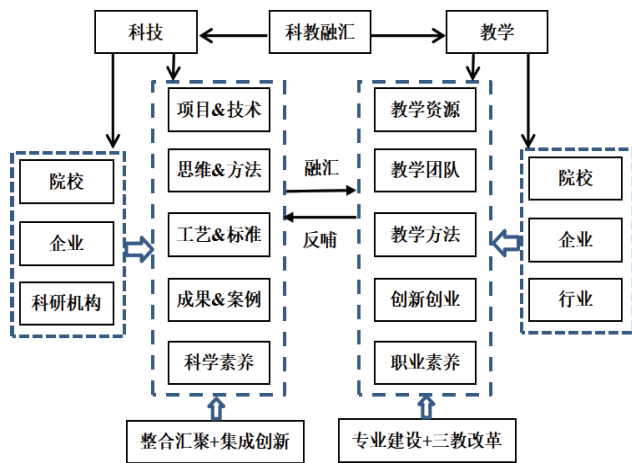 科技
科教融汇
教学
项目&技术
思维&方法
工艺&标准
成果&案例
科学素养
教学资源
教学团队
教学方法
创新创业
职业素养
融汇
反哺
院校
企业
科研机构
院校
企业
行业
整合汇聚+集成创新
专业建设+三教改革